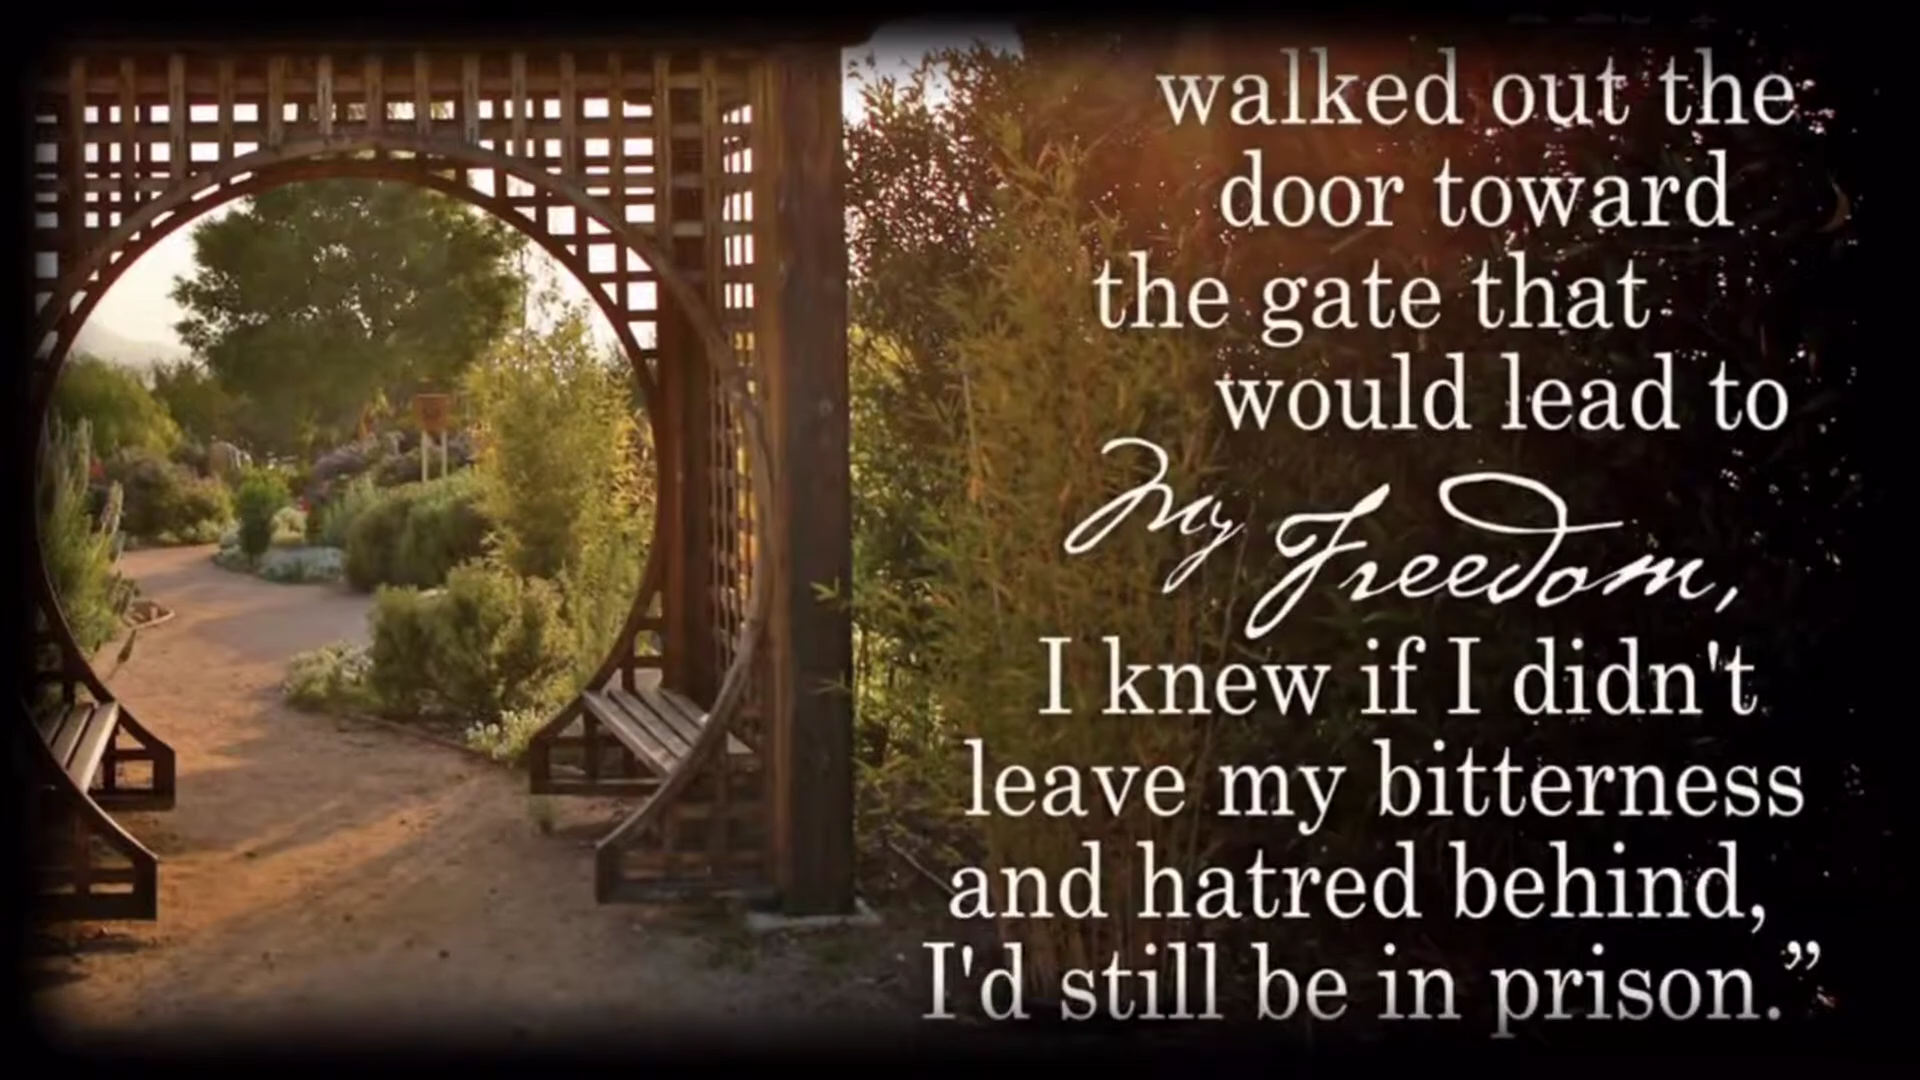 walked out the
door toward
the gate that
would lead to
My Freedom,
I knew if I didn't
leave my bitterness
and hatred behind,
I'd still be in prison.”